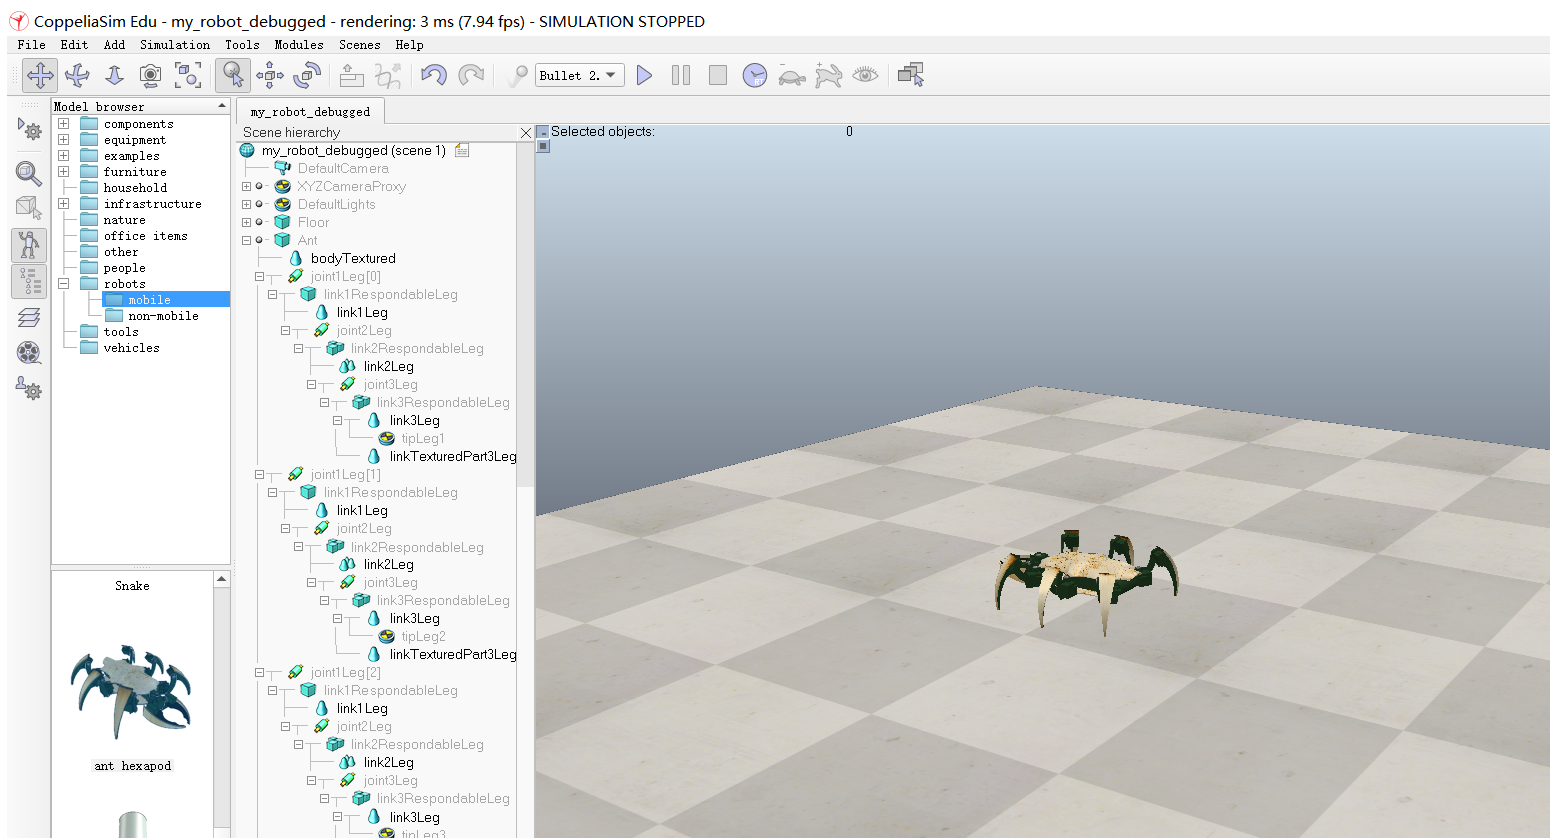 CoppeliaSim Edu - my_robot_debugged - rendering: 3 ms (7.94 fps) - SIMULATION STOPPED
File Edit Add Simulation Tools Modules Scenes Help
Bullet 2.
RT
Model browser
components
equipment
examples
furniture
household
infrastructure
nature
office items
other
people
robots
mobile
non-mobile
tools
vehicles
Snake
ant hexapod
my_robot_debugged
Scene hierarchy
my_robot_debugged (scene 1)
DefaultCamera
XYZCameraProxy
DefaultLights
Floor
Ant
bodyTextured
joint1Leg[0]
link1RespondableLeg
link1Leg
joint2Leg
link2RespondableLeg
link2Leg
joint3Leg
link3RespondableLeg
link3Leg
tipLeg1
linkTexturedPart3Leg
joint1Leg[1]
link1RespondableLeg
link1Leg
joint2Leg
link2RespondableLeg
link2Leg
joint3Leg
link3RespondableLeg
link3Leg
tipLeg2
linkTexturedPart3Leg
joint1Leg[2]
link1RespondableLeg
link1Leg
joint2Leg
link2RespondableLeg
link2Leg
joint3Leg
link3RespondableLeg
link3Leg
tipLeg3
Selected objects: 0